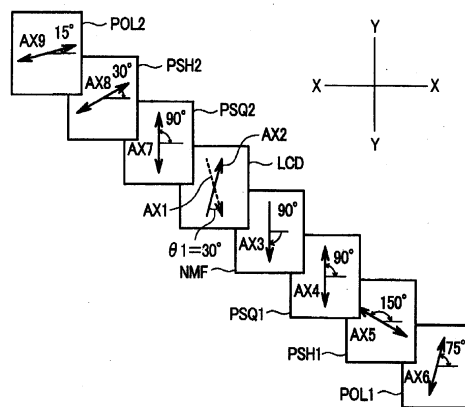 POL2
AX9 15°
PSH2
AX8 30°
PSQ2
AX7 90°
AX2
LCD
AX1
θ1=30°
AX3 90°
NMF
AX4 90°
PSQ1
AX5 150°
PSH1
AX6 75°
POL1
Y
X X
Y